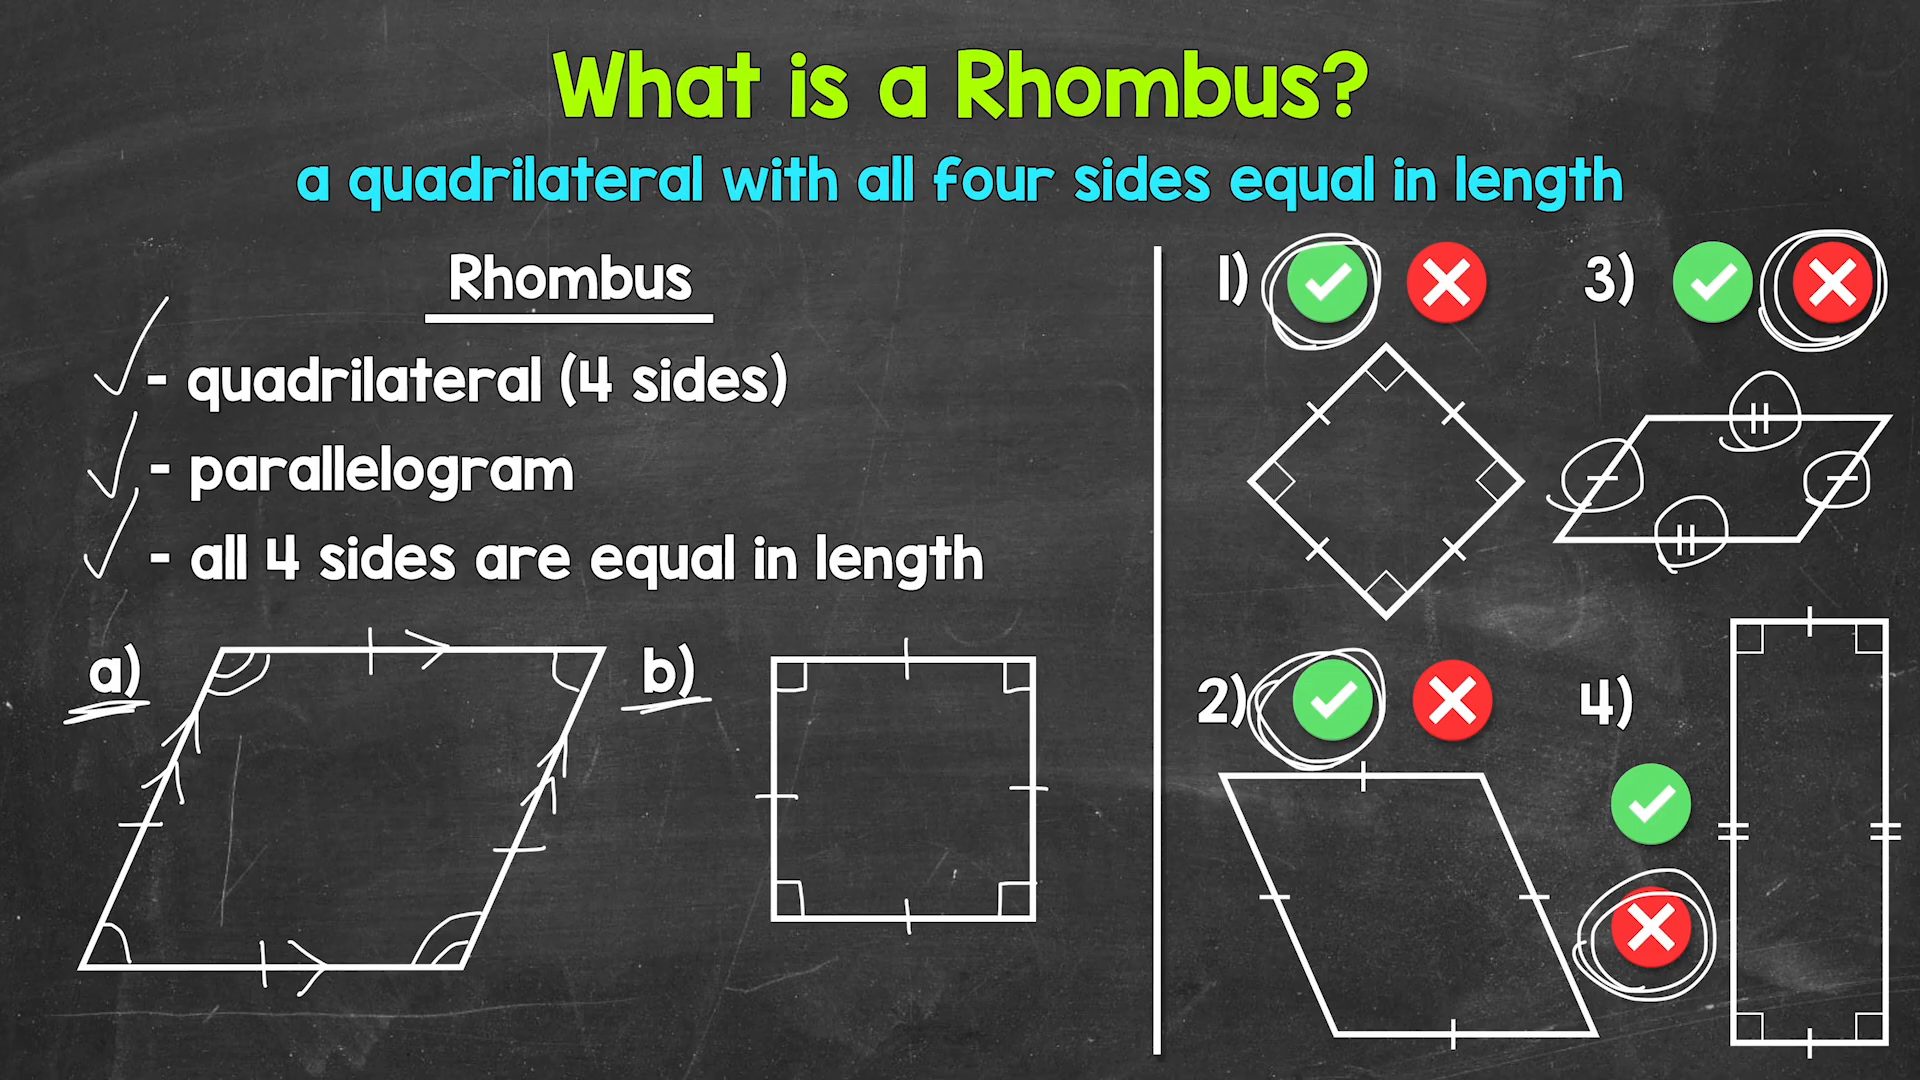 What is a Rhombus?
a quadrilateral with all four sides equal in length
Rhombus
- quadrilateral (4 sides)
- parallelogram
- all 4 sides are equal in length
a)
b)
1)
2)
3)
4)